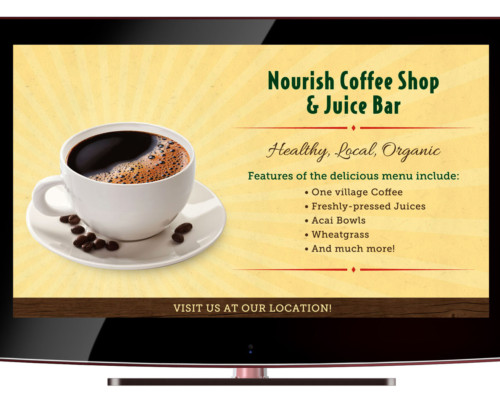 Nourish Coffee Shop
& Juice Bar
Healthy, Local, Organic
Features of the delicious menu include:
• One village Coffee
• Freshly-pressed Juices
• Acai Bowls
• Wheatgrass
• And much more!
VISIT US AT OUR LOCATION!